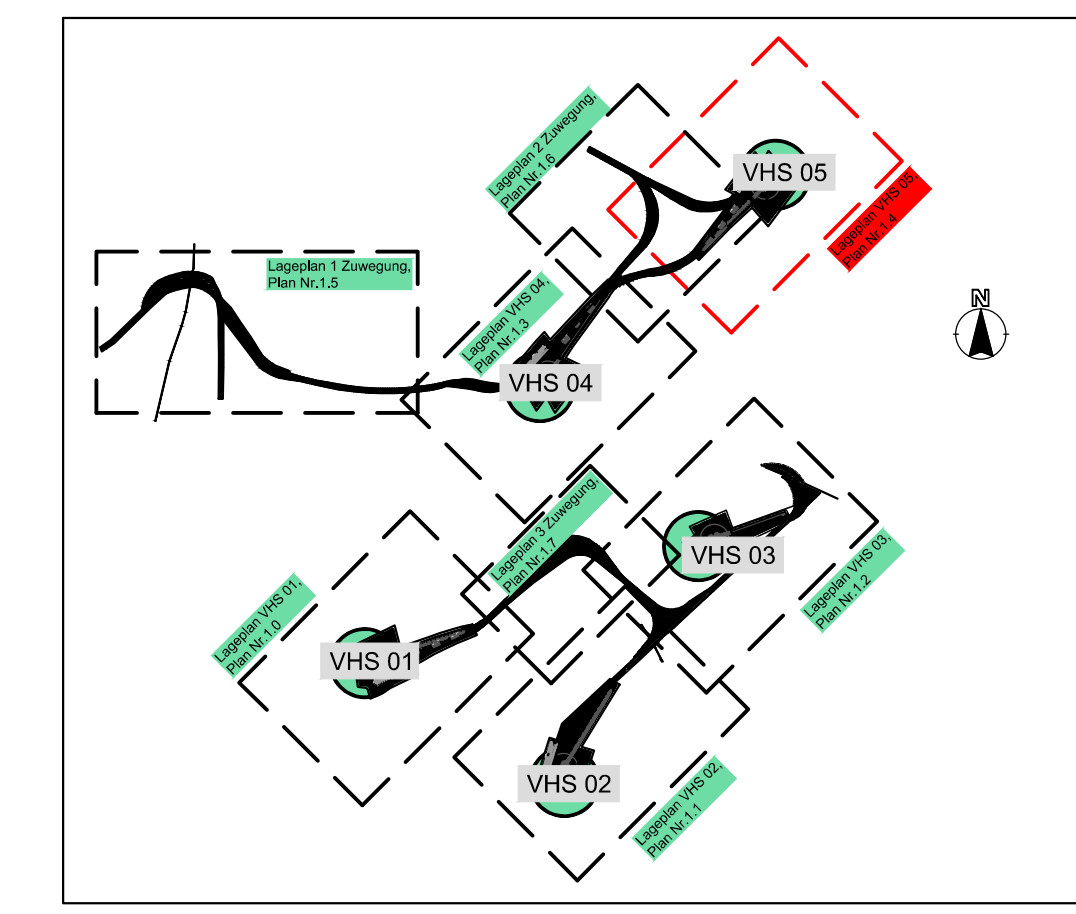 Lageplan 2 Zuwegung,
Plan Nr.1.6
VHS 05
Lageplan VHS 05,
Plan Nr.1.4
Lageplan 1 Zuwegung,
Plan Nr.1.5
Lageplan VHS 04,
Plan Nr.1.3
N
VHS 04
Lageplan 3 Zuwegung,
Plan Nr.1.7
VHS 03
Lageplan VHS 03,
Plan Nr.1.2
Lageplan VHS 01,
Plan Nr.1.0
VHS 01
VHS 02
Lageplan VHS 02,
Plan Nr.1.1